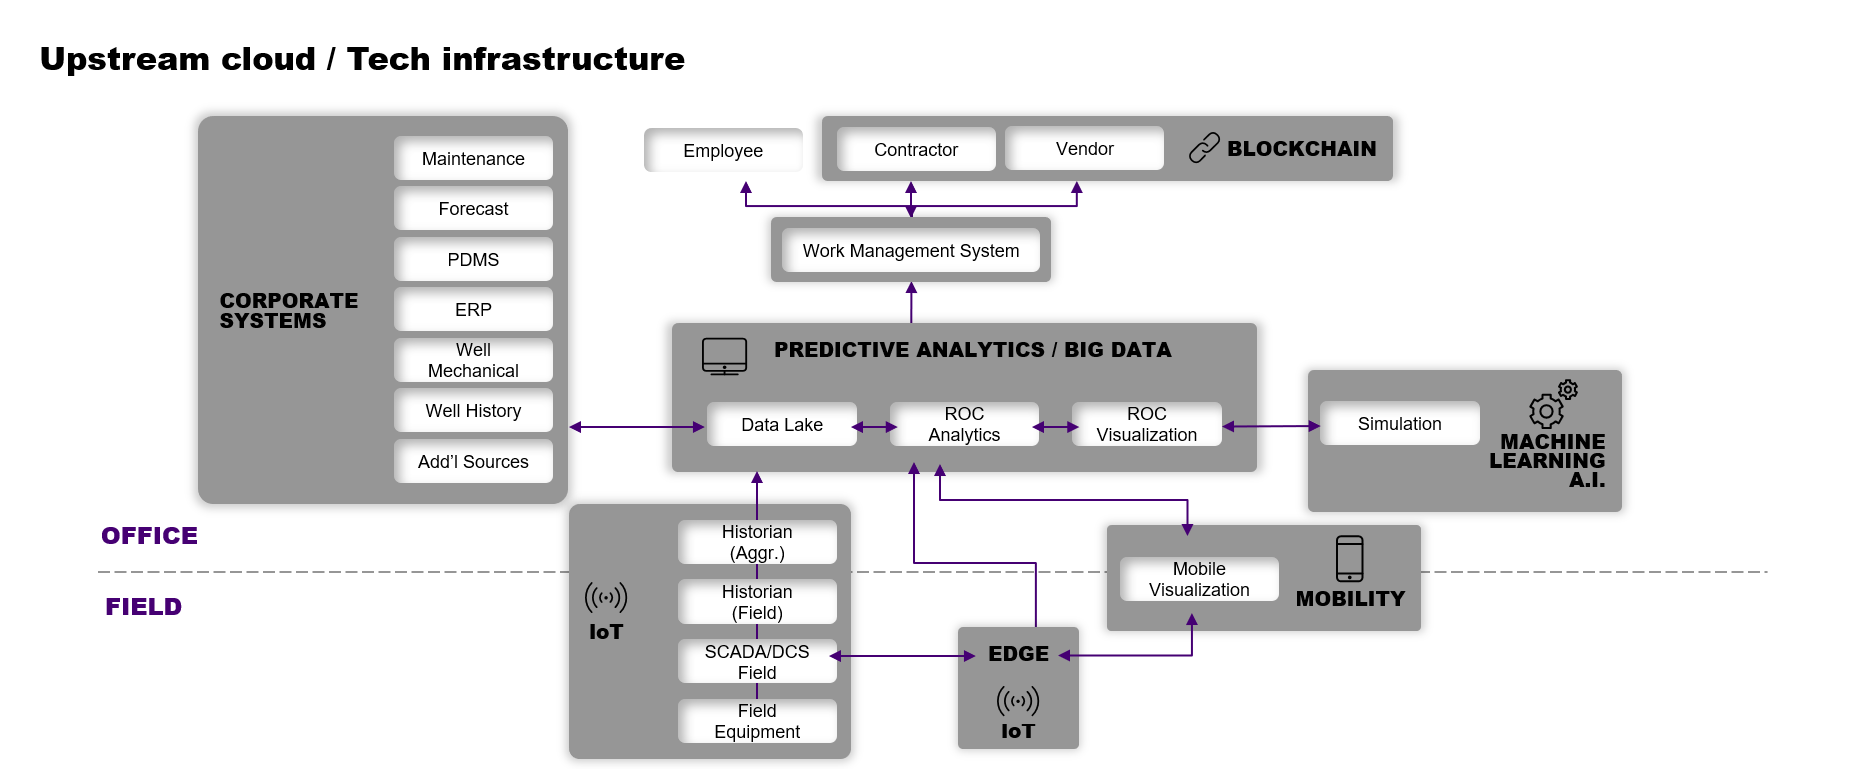 Upstream cloud / Tech infrastructure
CORPORATE
SYSTEMS
Maintenance
Forecast
PDMS
ERP
Well
Mechanical
Well History
Add'l Sources
Employee
Contractor
Vendor
BLOCKCHAIN
Work Management System
PREDICTIVE ANALYTICS / BIG DATA
Data Lake
ROC
Analytics
ROC
Visualization
Simulation
MACHINE
LEARNING
A.I.
OFFICE
FIELD
IoT
Historian
(Aggr.)
Historian
(Field)
SCADA/DCS
Field
Field
Equipment
EDGE
IoT
Mobile
Visualization
MOBILITY